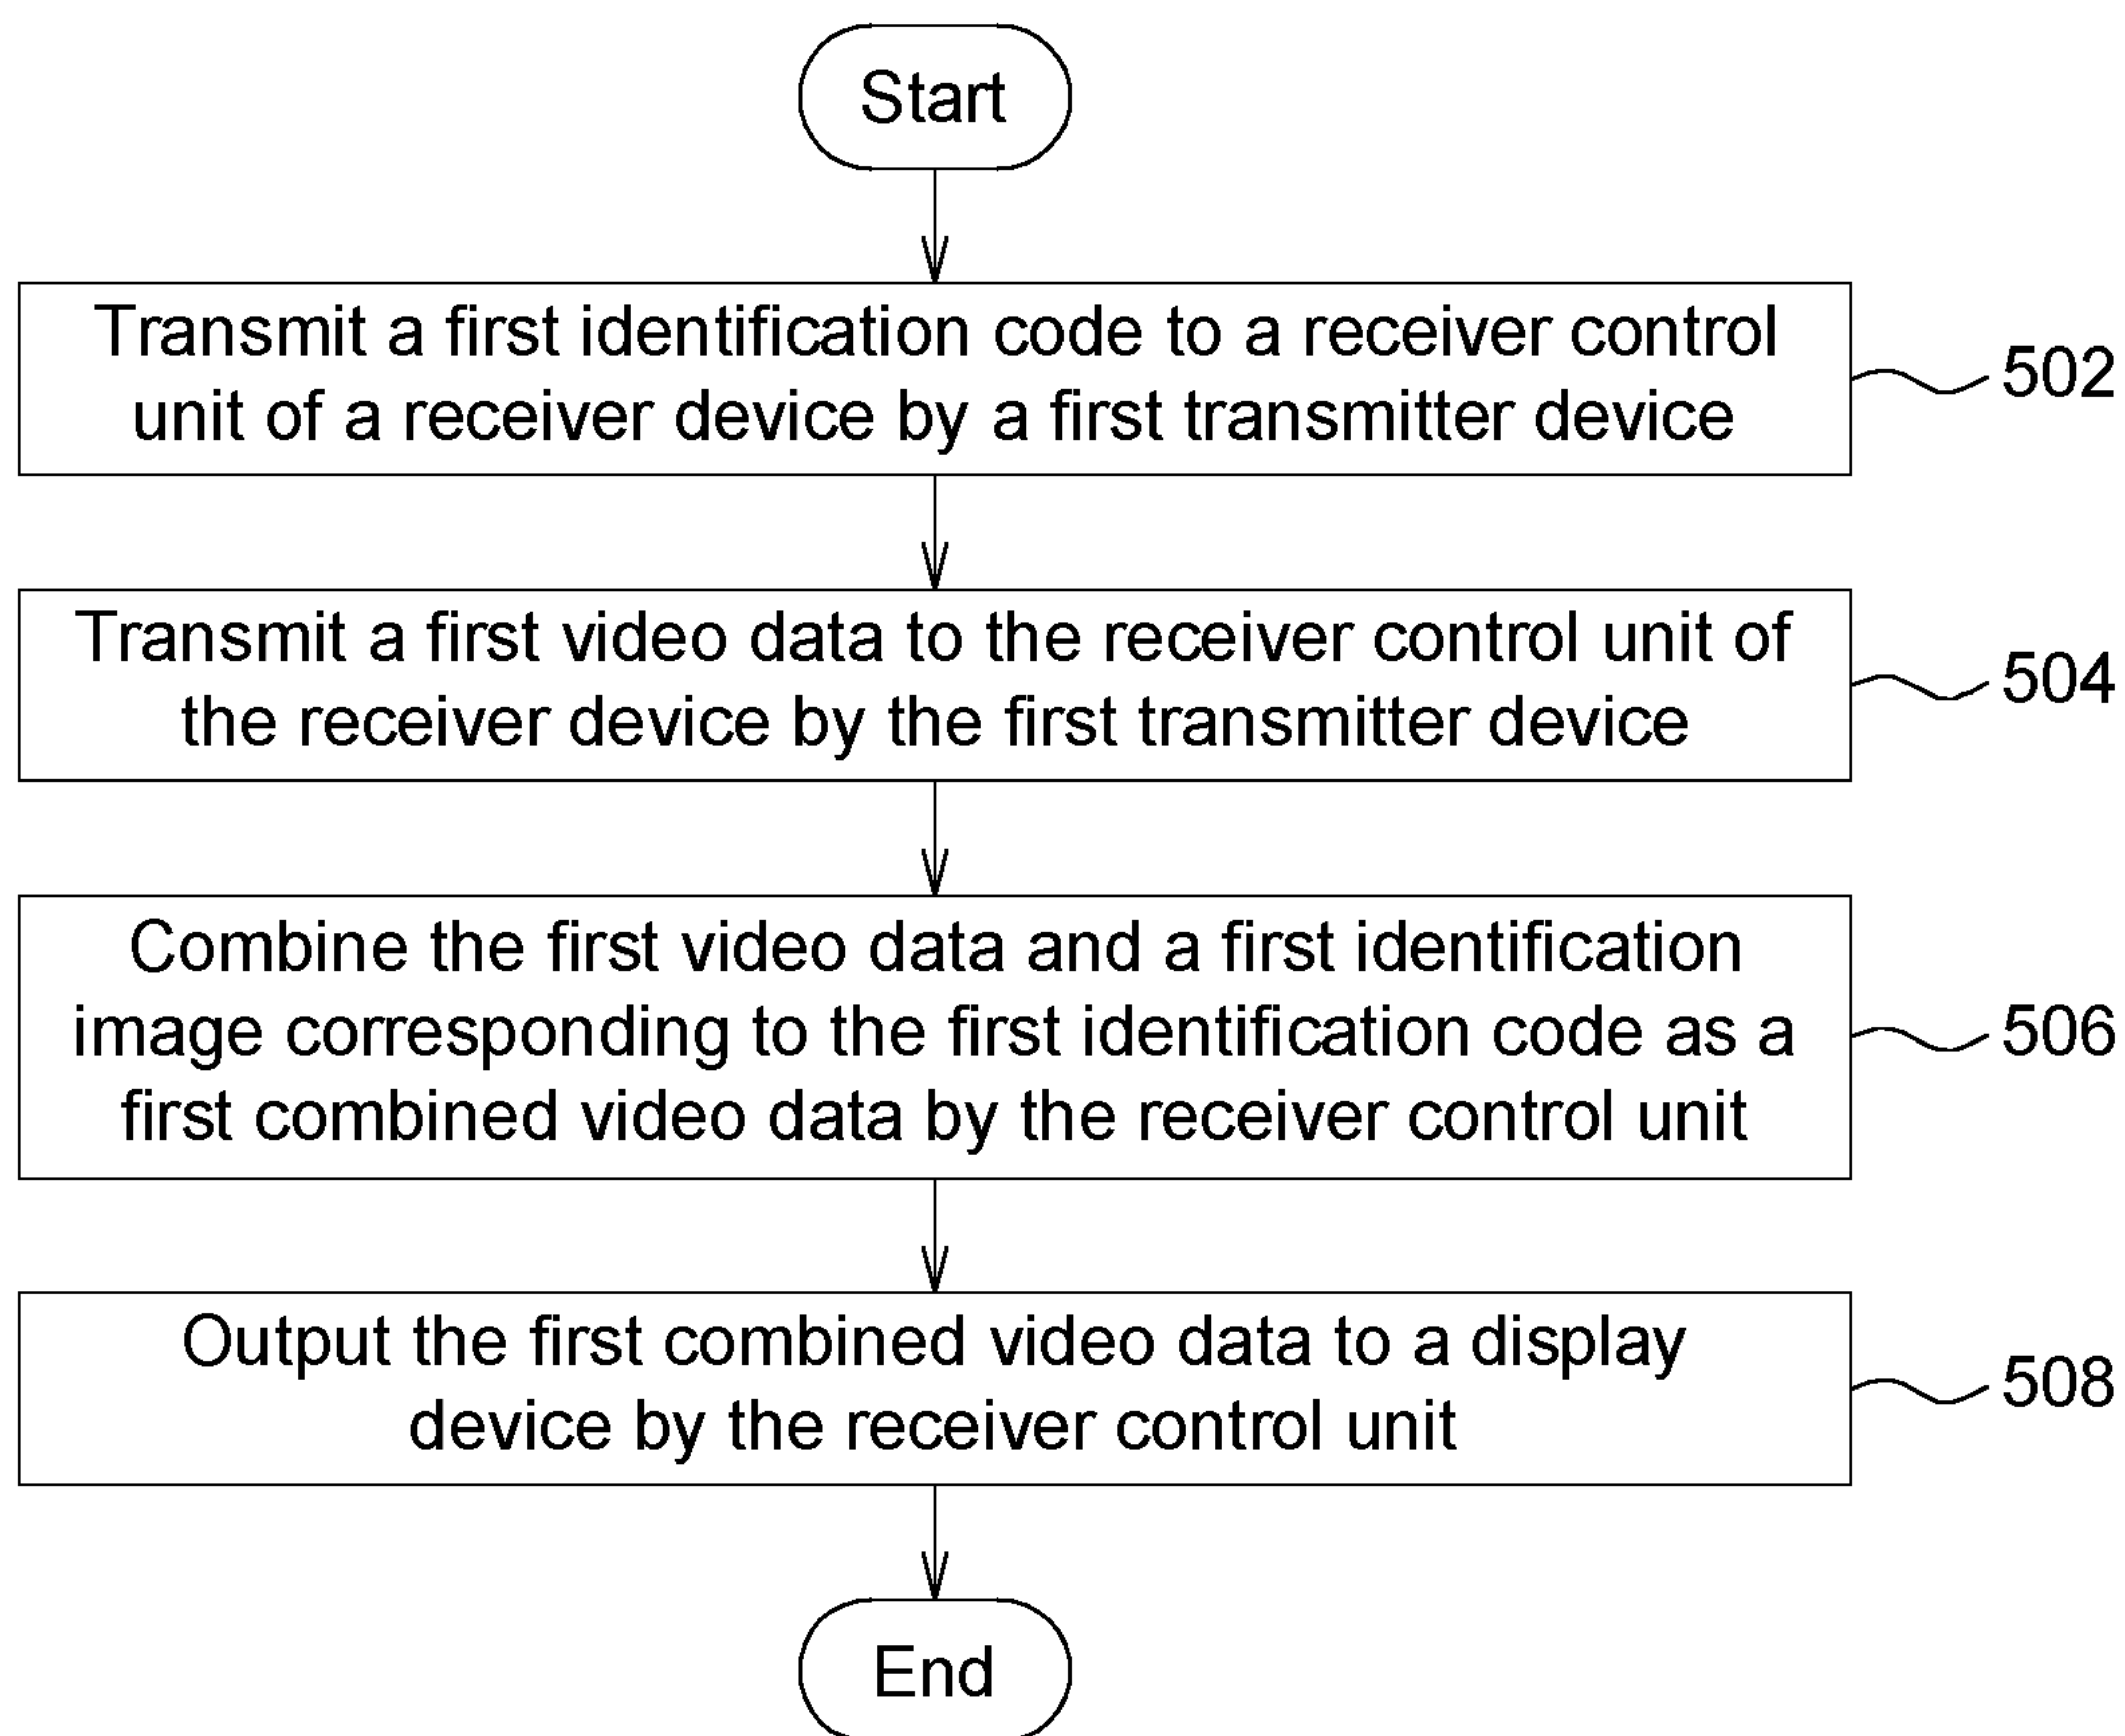 Start
Transmit a first identification code to a receiver control
unit of a receiver device by a first transmitter device
502
Transmit a first video data to the receiver control unit of
the receiver device by the first transmitter device
504
Combine the first video data and a first identification
image corresponding to the first identification code as a
first combined video data by the receiver control unit
506
Output the first combined video data to a display
device by the receiver control unit
508
End